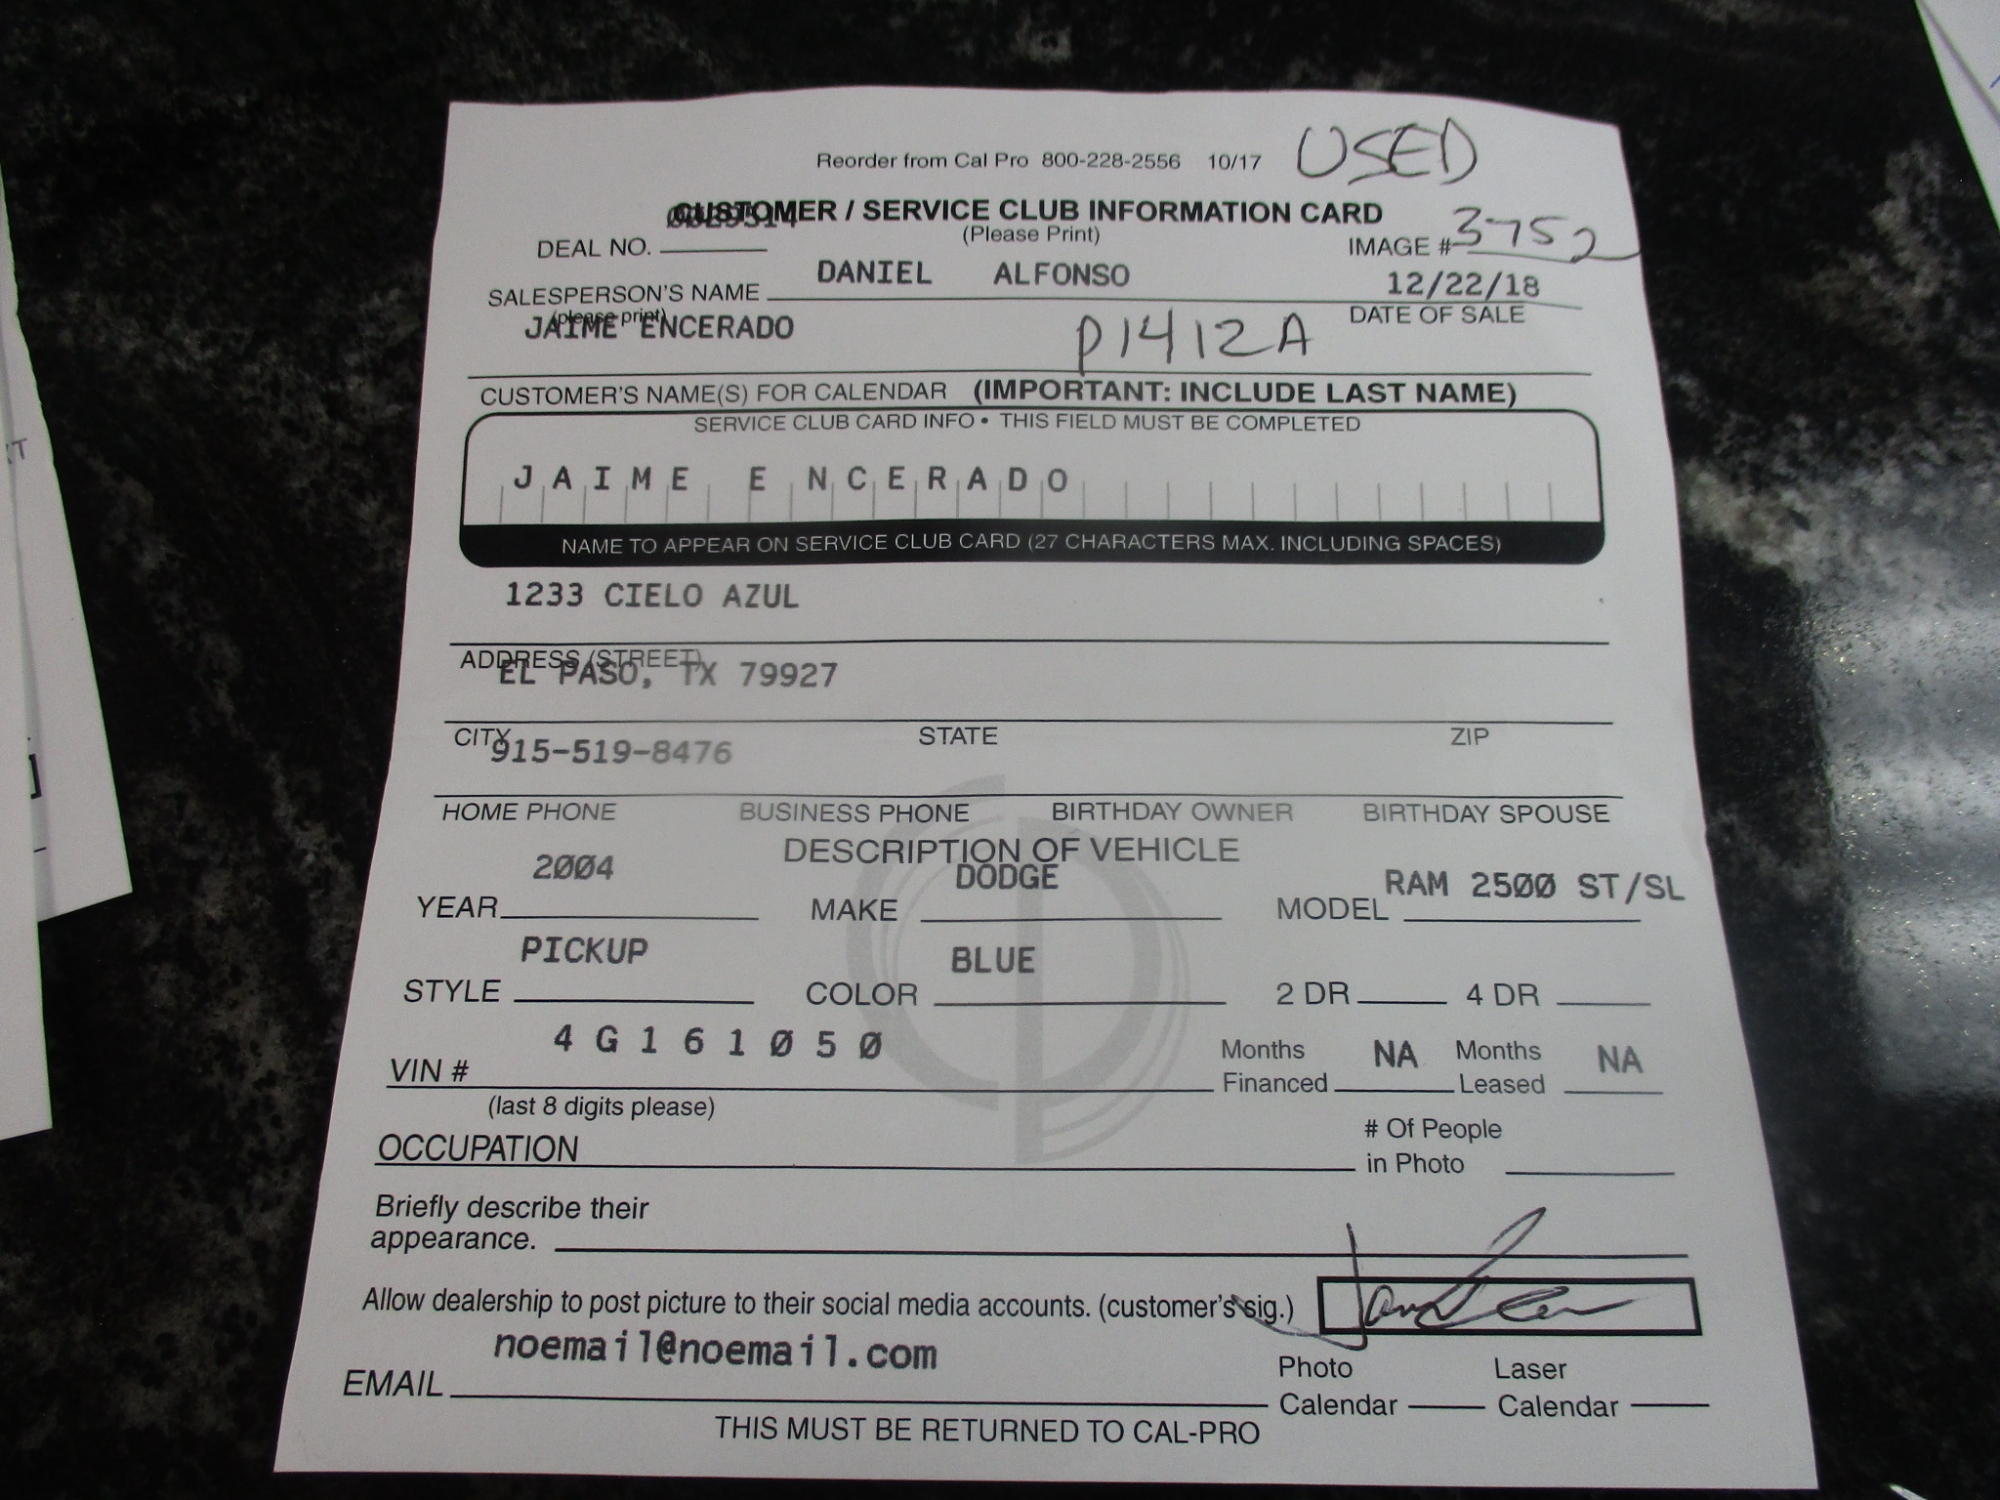 Reorder from Cal Pro 800-228-2556 10/17 USED
CUSTOMER / SERVICE CLUB INFORMATION CARD
(Please Print)
DEAL NO. IMAGE # 3752
SALESPERSON'S NAME DANIEL ALFONSO 12/22/18
(please print) DATE OF SALE
JAIME ENCERADO P1412A
CUSTOMER'S NAME(S) FOR CALENDAR (IMPORTANT: INCLUDE LAST NAME)
SERVICE CLUB CARD INFO • THIS FIELD MUST BE COMPLETED
JAIME ENCERADO
NAME TO APPEAR ON SERVICE CLUB CARD (27 CHARACTERS MAX. INCLUDING SPACES)
1233 CIELO AZUL
ADDRESS (STREET)
EL PASO, TX 79927
CITY STATE ZIP
915-519-8476
HOME PHONE BUSINESS PHONE BIRTHDAY OWNER BIRTHDAY SPOUSE
DESCRIPTION OF VEHICLE
YEAR 2004 MAKE DODGE MODEL RAM 2500 ST/SL
STYLE PICKUP COLOR BLUE 2 DR 4 DR
VIN # 4G161050 Months Financed NA Months Leased NA
(last 8 digits please)
OCCUPATION # Of People in Photo
Briefly describe their
appearance.
Allow dealership to post picture to their social media accounts. (customer's sig.)
EMAIL noemail@noemail.com Photo Calendar Laser Calendar
THIS MUST BE RETURNED TO CAL-PRO